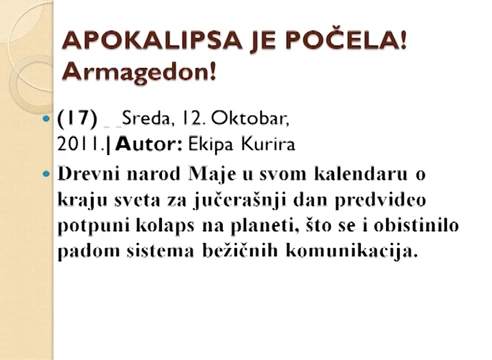 APOKALIPSA JE POČELA!
Armagedon!
(17) _ _Sreda, 12. Oktobar,
2011.| Autor: Ekipa Kurira
Drevni narod Maje u svom kalendaru o
kraju sveta za jučerašnji dan predvideo
potpuni kolaps na planeti, što se i obistinilo
padom sistema bežičnih komunikacija.